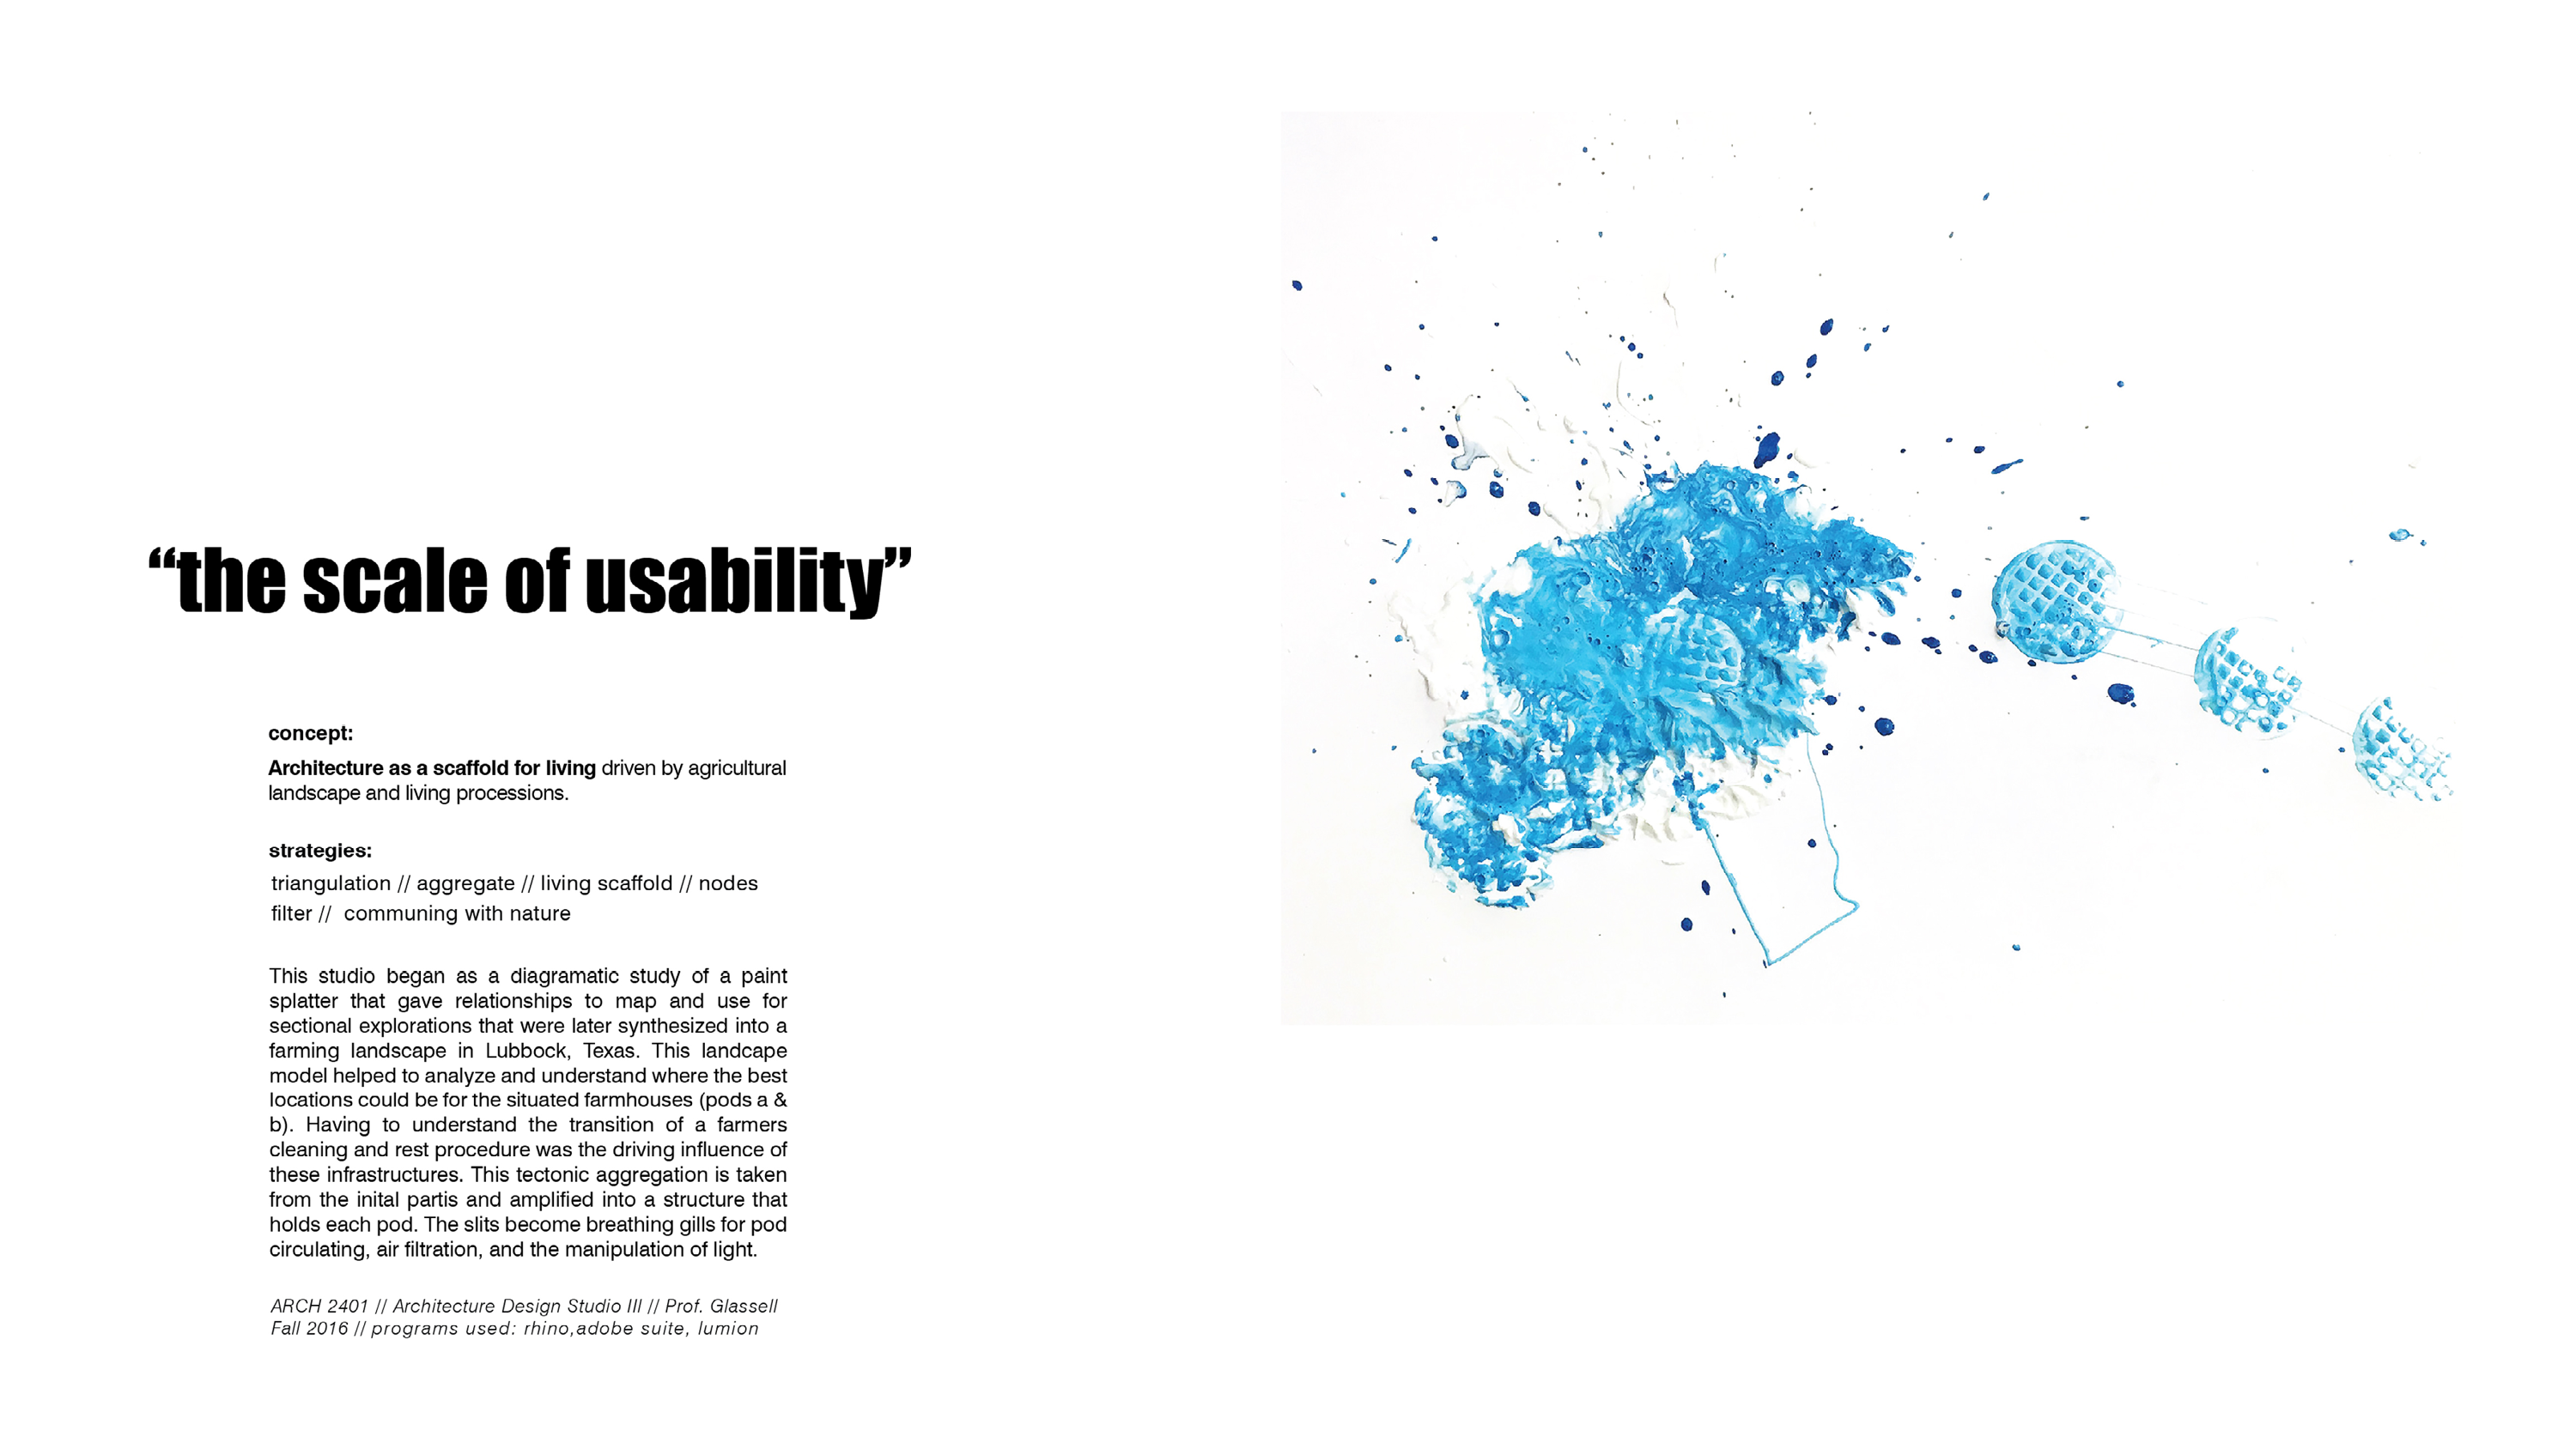 “the scale of usability”
concept:
Architecture as a scaffold for living driven by agricultural
landscape and living processions.
strategies:
triangulation // aggregate // living scaffold // nodes
filter // communing with nature
This studio began as a diagramatic study of a paint
splatter that gave relationships to map and use for
sectional explorations that were later synthesized into a
farming landscape in Lubbock, Texas. This landcape
model helped to analyze and understand where the best
locations could be for the situated farmhouses (pods a &
b). Having to understand the transition of a farmers
cleaning and rest procedure was the driving influence of
these infrastructures. This tectonic aggregation is taken
from the inital partis and amplified into a structure that
holds each pod. The slits become breathing gills for pod
circulating, air filtration, and the manipulation of light.
ARCH 2401 // Architecture Design Studio III // Prof. Glassell
Fall 2016 // programs used: rhino,adobe suite, lumion